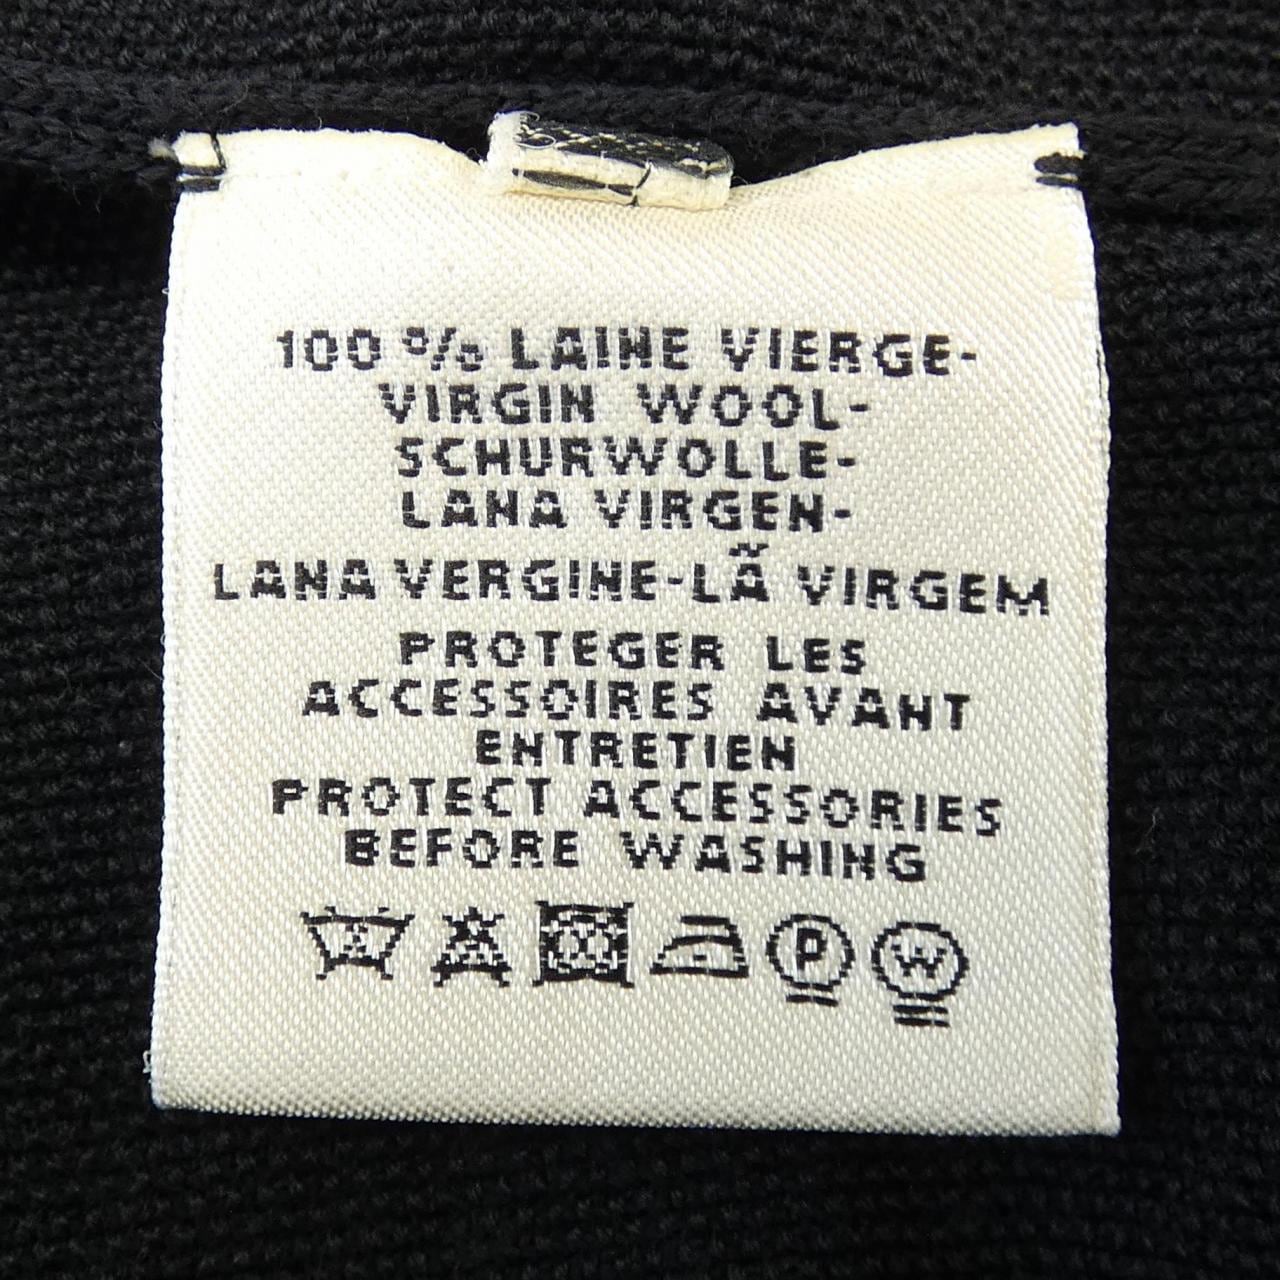 100 % LAINE VIERGE-
VIRGIN WOOL-
SCHURWOLLE-
LANA VIRGEN-
LANA VERGINE-LÃ VIRGEM
PROTEGER LES
ACCESSOIRES AVANT
ENTRETIEN
PROTECT ACCESSORIES
BEFORE WASHING
P W